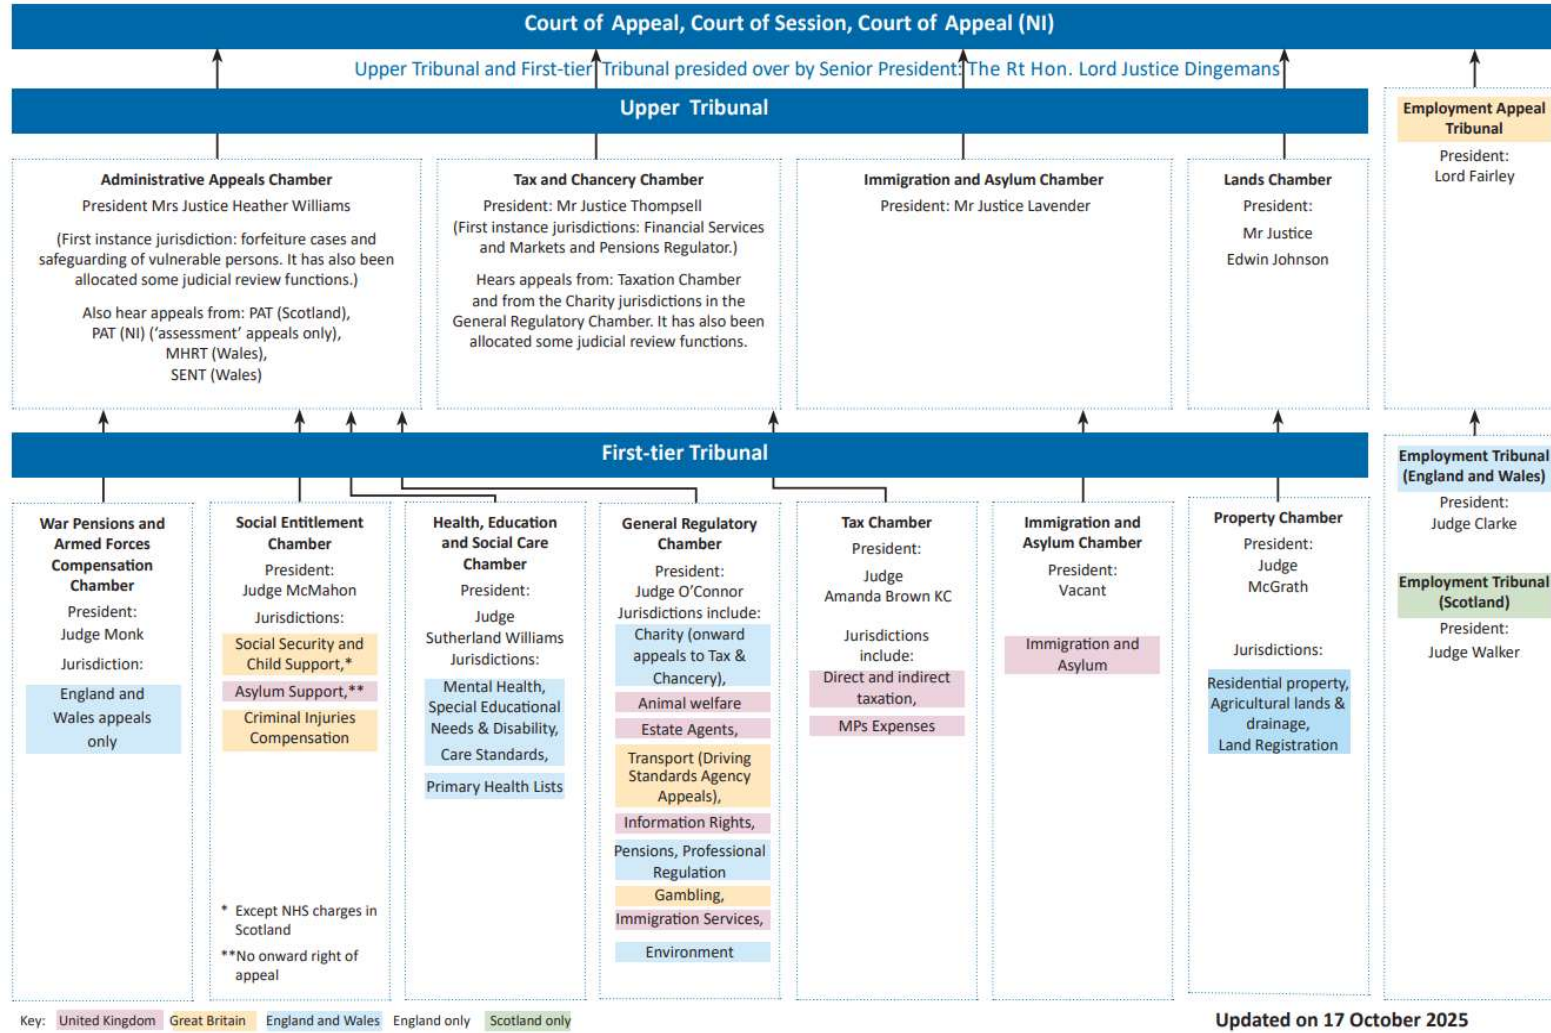 Court of Appeal, Court of Session, Court of Appeal (NI)
Upper Tribunal and First-tier Tribunal presided over by Senior President: The Rt Hon. Lord Justice Dingemans
Upper Tribunal
Administrative Appeals Chamber
President Mrs Justice Heather Williams
(First instance jurisdiction: forfeiture cases and
safeguarding of vulnerable persons. It has also been
allocated some judicial review functions.)
Also hear appeals from: PAT (Scotland),
PAT (NI) (‘assessment’ appeals only),
MHRT (Wales),
SENT (Wales)
Tax and Chancery Chamber
President: Mr Justice Thompsell
(First instance jurisdictions: Financial Services
and Markets and Pensions Regulator.)
Hears appeals from: Taxation Chamber
and from the Charity jurisdictions in the
General Regulatory Chamber. It has also been
allocated some judicial review functions.
Immigration and Asylum Chamber
President: Mr Justice Lavender
Lands Chamber
President:
Mr Justice
Edwin Johnson
Employment Appeal
Tribunal
President:
Lord Fairley
First-tier Tribunal
War Pensions and
Armed Forces
Compensation
Chamber
President:
Judge Monk
Jurisdiction:
England and
Wales appeals
only
Social Entitlement
Chamber
President:
Judge McMahon
Jurisdictions:
Social Security and
Child Support,*
Asylum Support,**
Criminal Injuries
Compensation
* Except NHS charges in
Scotland
**No onward right of
appeal
Health, Education
and Social Care
Chamber
President:
Judge
Sutherland Williams
Jurisdictions:
Mental Health,
Special Educational
Needs & Disability,
Care Standards,
Primary Health Lists
General Regulatory
Chamber
President:
Judge O’Connor
Jurisdictions include:
Charity (onward
appeals to Tax &
Chancery),
Animal welfare
Estate Agents,
Transport (Driving
Standards Agency
Appeals),
Information Rights,
Pensions, Professional
Regulation
Gambling,
Immigration Services,
Environment
Tax Chamber
President:
Judge
Amanda Brown KC
Jurisdictions
include:
Direct and indirect
taxation,
MPs Expenses
Immigration and
Asylum Chamber
President:
Vacant
Immigration and
Asylum
Property Chamber
President:
Judge
McGrath
Jurisdictions:
Residential property,
Agricultural lands &
drainage,
Land Registration
Employment Tribunal
(England and Wales)
President:
Judge Clarke
Employment Tribunal
(Scotland)
President:
Judge Walker
Key: United Kingdom Great Britain England and Wales England only Scotland only
Updated on 17 October 2025